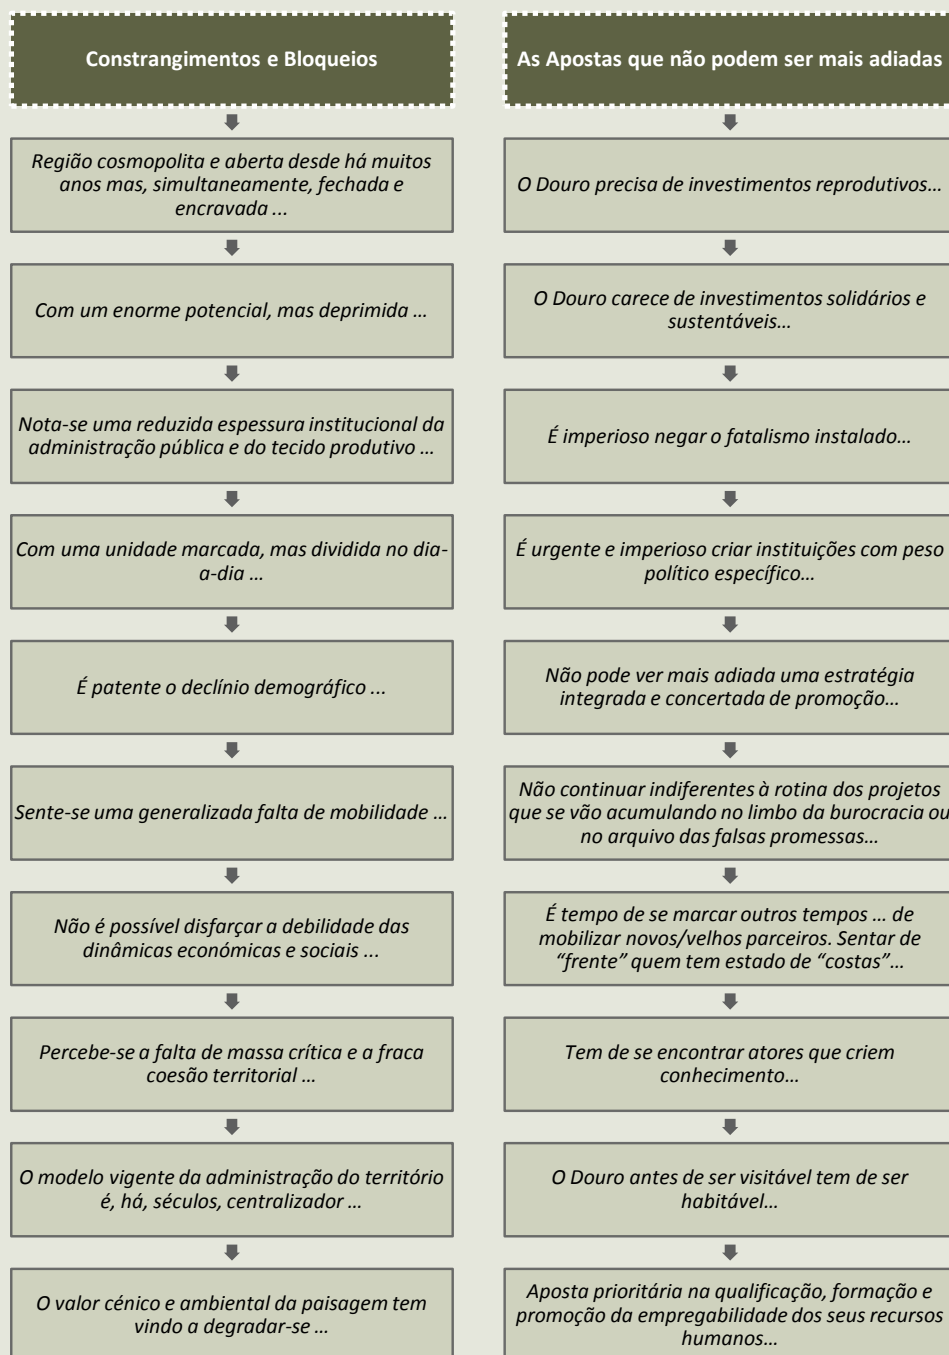 Constrangimentos e Bloqueios
Região cosmopolita e aberta desde há muitos
anos mas, simultaneamente, fechada e
encravada ...
Com um enorme potencial, mas deprimida ...
Nota-se uma reduzida espessura institucional da
administração pública e do tecido produtivo ...
Com uma unidade marcada, mas dividida no dia-
a-dia ...
É patente o declínio demográfico ...
Sente-se uma generalizada falta de mobilidade ...
Não é possível disfarçar a debilidade das
dinâmicas económicas e sociais ...
Percebe-se a falta de massa crítica e a fraca
coesão territorial ...
O modelo vigente da administração do território
é, há, séculos, centralizador ...
O valor cénico e ambiental da paisagem tem
vindo a degradar-se ...
As Apostas que não podem ser mais adiadas
O Douro precisa de investimentos reprodutivos...
O Douro carece de investimentos solidários e
sustentáveis...
É imperioso negar o fatalismo instalado...
É urgente e imperioso criar instituições com peso
político específico...
Não pode ver mais adiada uma estratégia
integrada e concertada de promoção...
Não continuar indiferentes à rotina dos projetos
que se vão acumulando no limbo da burocracia ou
no arquivo das falsas promessas...
É tempo de se marcar outros tempos ... de
mobilizar novos/velhos parceiros. Sentar de
“frente” quem tem estado de “costas”...
Tem de se encontrar atores que criem
conhecimento...
O Douro antes de ser visitável tem de ser
habitável...
Aposta prioritária na qualificação, formação e
promoção da empregabilidade dos seus recursos
humanos...